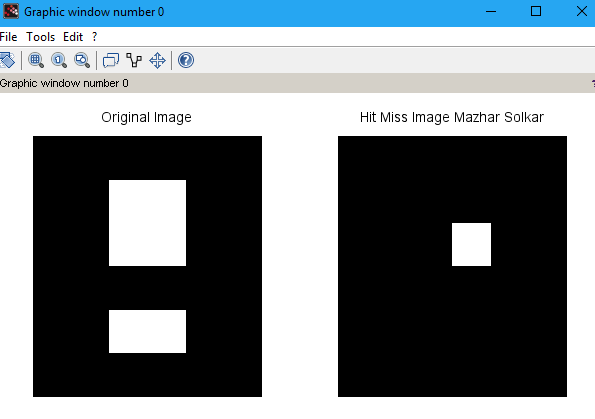 Graphic window number 0
File Tools Edit ?
Graphic window number 0
Original Image
Hit Miss Image Mazhar Solkar